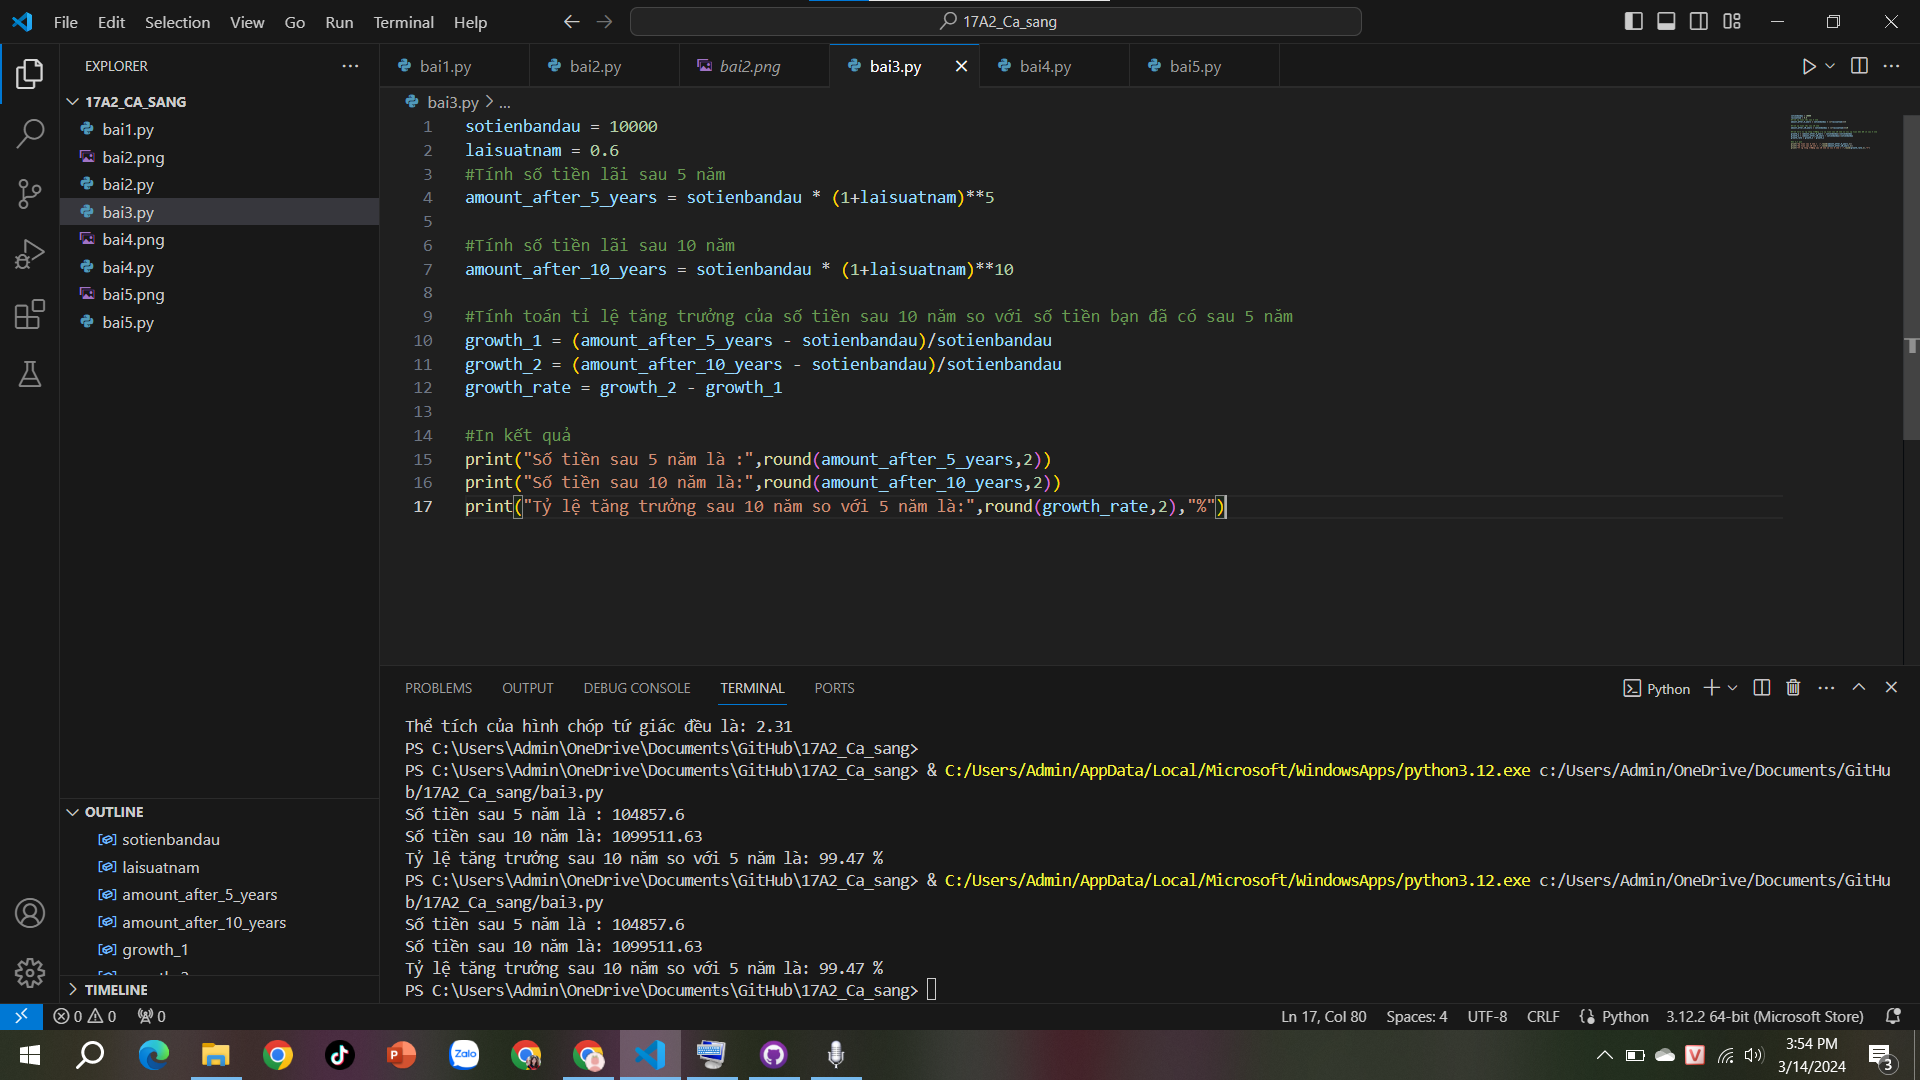 File Edit Selection View Go Run Terminal Help
17A2_Ca_sang
EXPLORER
bai1.py
bai2.py
bai2.png
bai3.py
bai4.py
bai5.py
17A2_CA_SANG
bai1.py
bai2.png
bai2.py
bai3.py
bai4.png
bai4.py
bai5.png
bai5.py
bai3.py > ...
1 sotienbandau = 10000
2 laisuatnam = 0.6
3 #Tính số tiền lãi sau 5 năm
4 amount_after_5_years = sotienbandau * (1+laisuatnam)**5
5
6 #Tính số tiền lãi sau 10 năm
7 amount_after_10_years = sotienbandau * (1+laisuatnam)**10
8
9 #Tính toán tỉ lệ tăng trưởng của số tiền sau 10 năm so với số tiền bạn đã có sau 5 năm
10 growth_1 = (amount_after_5_years - sotienbandau)/sotienbandau
11 growth_2 = (amount_after_10_years - sotienbandau)/sotienbandau
12 growth_rate = growth_2 - growth_1
13
14 #In kết quả
15 print("Số tiền sau 5 năm là :",round(amount_after_5_years,2))
16 print("Số tiền sau 10 năm là:",round(amount_after_10_years,2))
17 print("Tỷ lệ tăng trưởng sau 10 năm so với 5 năm là:",round(growth_rate,2),"%")
OUTLINE
sotienbandau
laisuatnam
amount_after_5_years
amount_after_10_years
growth_1
TIMELINE
PROBLEMS OUTPUT DEBUG CONSOLE TERMINAL PORTS
Python
Thể tích của hình chóp tứ giác đều là: 2.31
PS C:\Users\Admin\OneDrive\Documents\GitHub\17A2_Ca_sang>
PS C:\Users\Admin\OneDrive\Documents\GitHub\17A2_Ca_sang> & C:/Users/Admin/AppData/Local/Microsoft/WindowsApps/python3.12.exe c:/Users/Admin/OneDrive/Documents/GitHu
b/17A2_Ca_sang/bai3.py
Số tiền sau 5 năm là : 104857.6
Số tiền sau 10 năm là: 1099511.63
Tỷ lệ tăng trưởng sau 10 năm so với 5 năm là: 99.47 %
PS C:\Users\Admin\OneDrive\Documents\GitHub\17A2_Ca_sang> & C:/Users/Admin/AppData/Local/Microsoft/WindowsApps/python3.12.exe c:/Users/Admin/OneDrive/Documents/GitHu
b/17A2_Ca_sang/bai3.py
Số tiền sau 5 năm là : 104857.6
Số tiền sau 10 năm là: 1099511.63
Tỷ lệ tăng trưởng sau 10 năm so với 5 năm là: 99.47 %
PS C:\Users\Admin\OneDrive\Documents\GitHub\17A2_Ca_sang>
0 0 0
Ln 17, Col 80 Spaces: 4 UTF-8 CRLF Python 3.12.2 64-bit (Microsoft Store)
Zalo
V
3:54 PM
3/14/2024
3